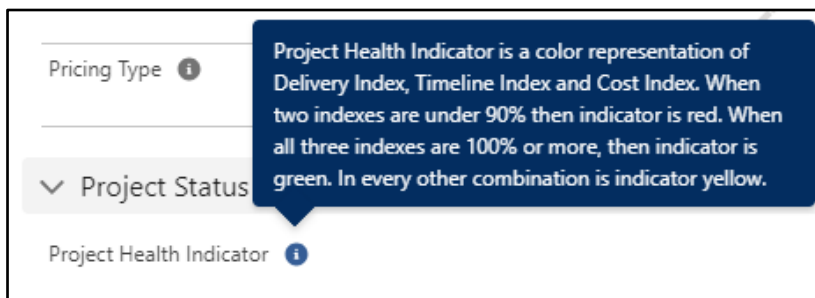 Project Health Indicator is a color representation of
Pricing Type
Delivery Index, Timeline Index and Cost Index. When
two indexes are under 90% then indicator is red. When
all three indexes are 100% or more, then indicator is
Project Status
green. In every other combination is indicator yellow.
Project Health Indicator